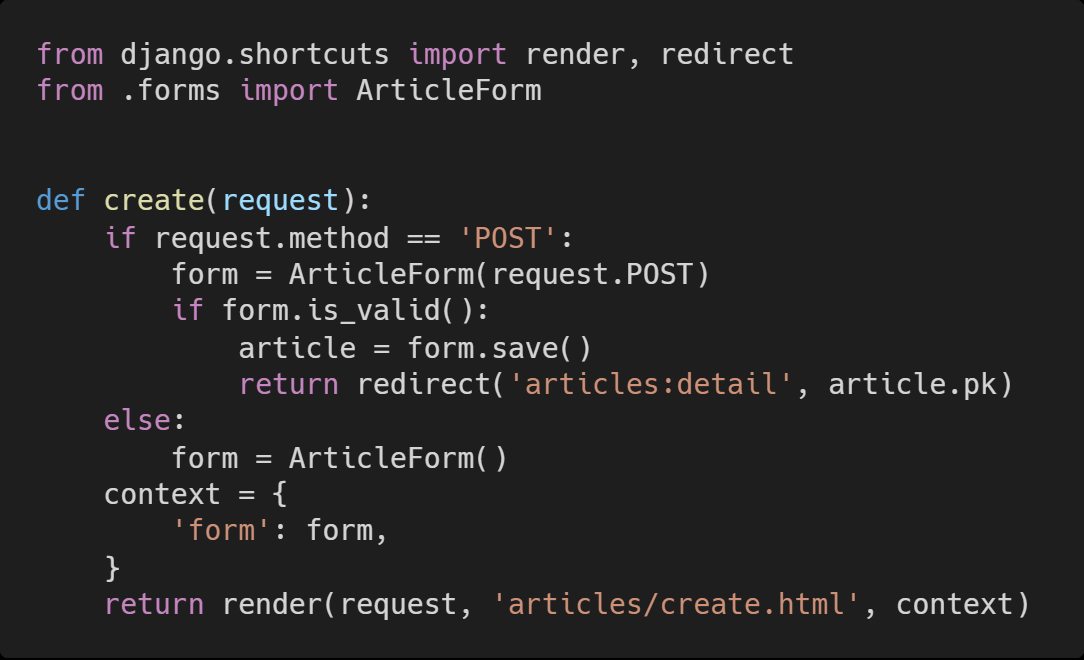 from django.shortcuts import render, redirect
from .forms import ArticleForm
def create(request):
    if request.method == 'POST':
        form = ArticleForm(request.POST)
        if form.is_valid():
            article = form.save()
            return redirect('articles:detail', article.pk)
    else:
        form = ArticleForm()
    context = {
        'form': form,
    }
    return render(request, 'articles/create.html', context)